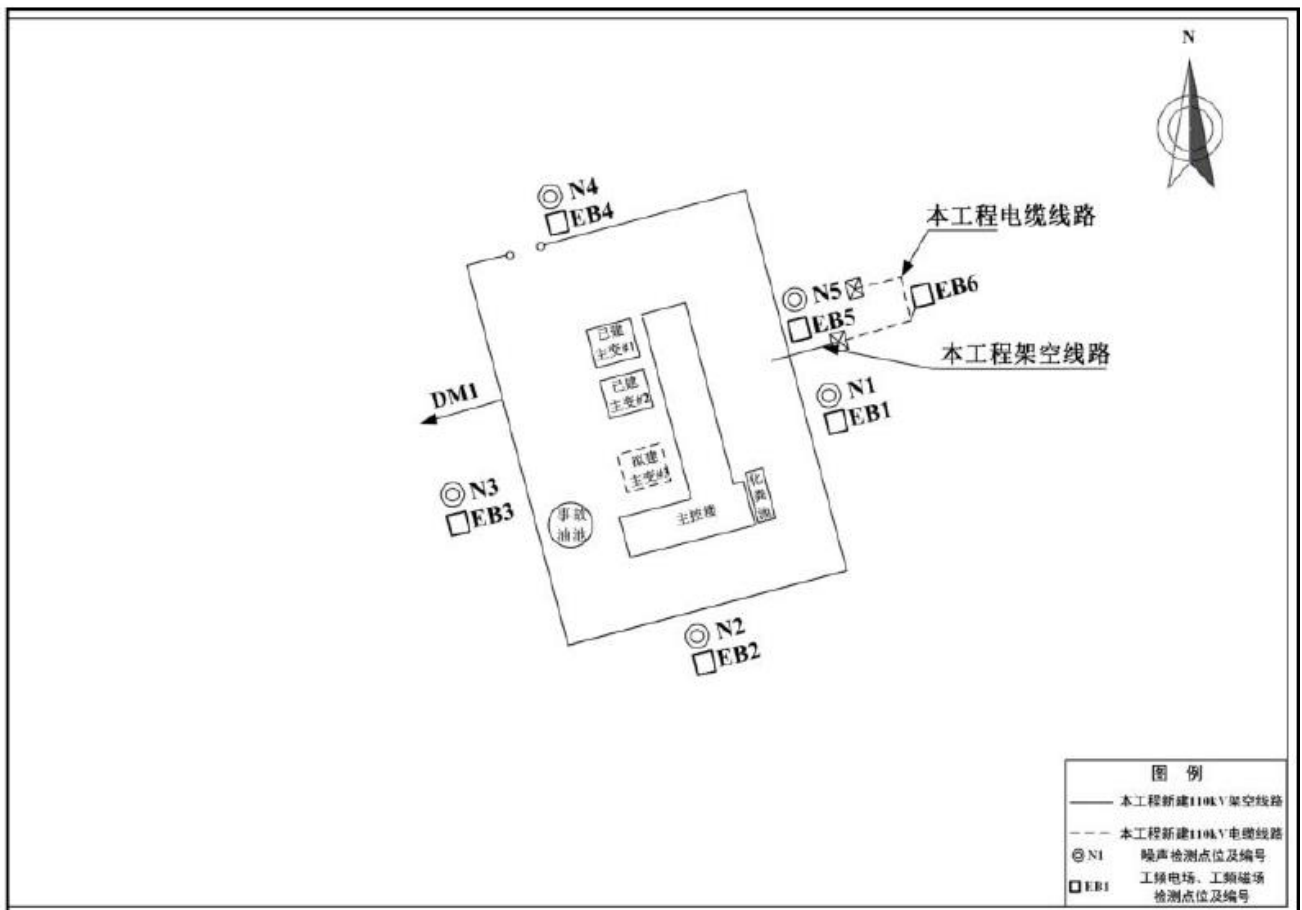 N
N4
EB4
本工程电缆线路
N5
EB6
EB5
已建
主变#1
本工程架空线路
已建
主变#2
DM1
N1
EB1
拟建
主变#3
化粪池
N3
EB3
事故
油池
主控楼
N2
EB2
图 例
本工程新建110kV架空线路
本工程新建110kV电缆线路
N1 噪声检测点位及编号
EB1 工频电场、工频磁场
检测点位及编号